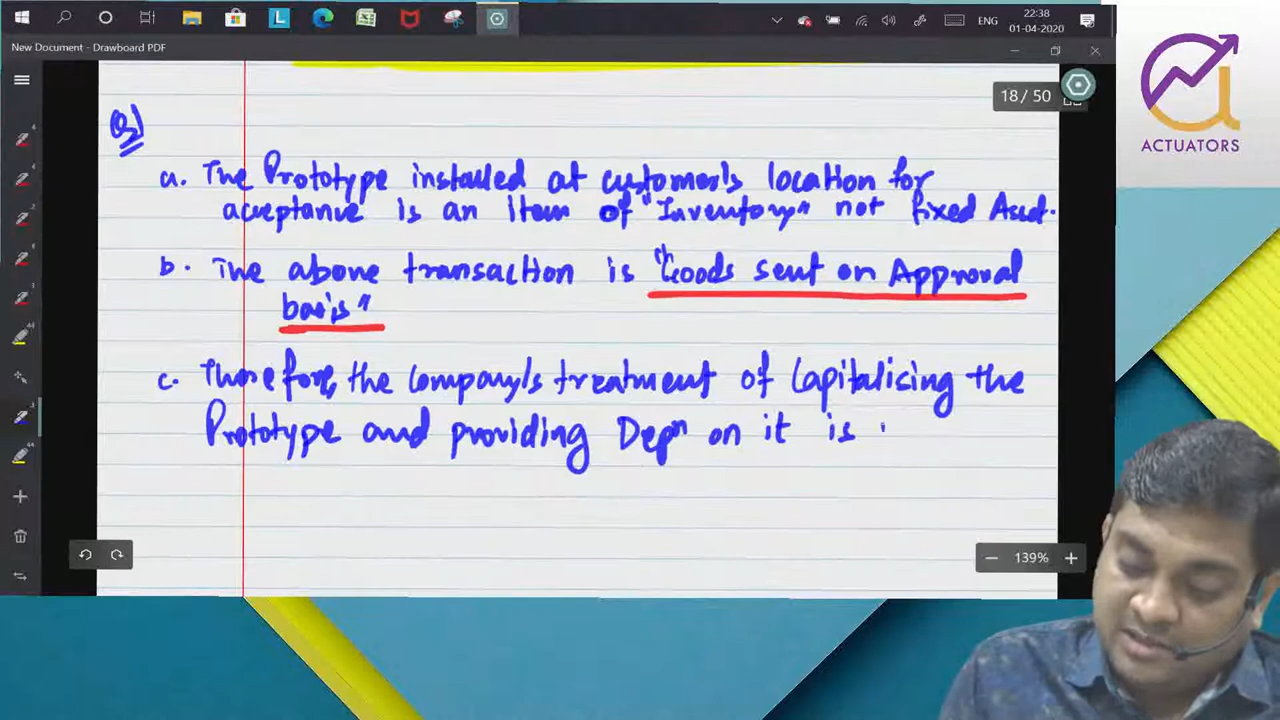 22:38
ENG
01-04-2020
New Document - Drawboard PDF
ACTUATORS
18 / 50
Q)
a. The Prototype installed at customer's location for
acceptance is an item of "Inventory" not fixed Asset.
b. The above transaction is "Goods sent on Approval
basis"
c. Therefore, the company's treatment of Capitalising the
Prototype and providing Depn on it is
139%